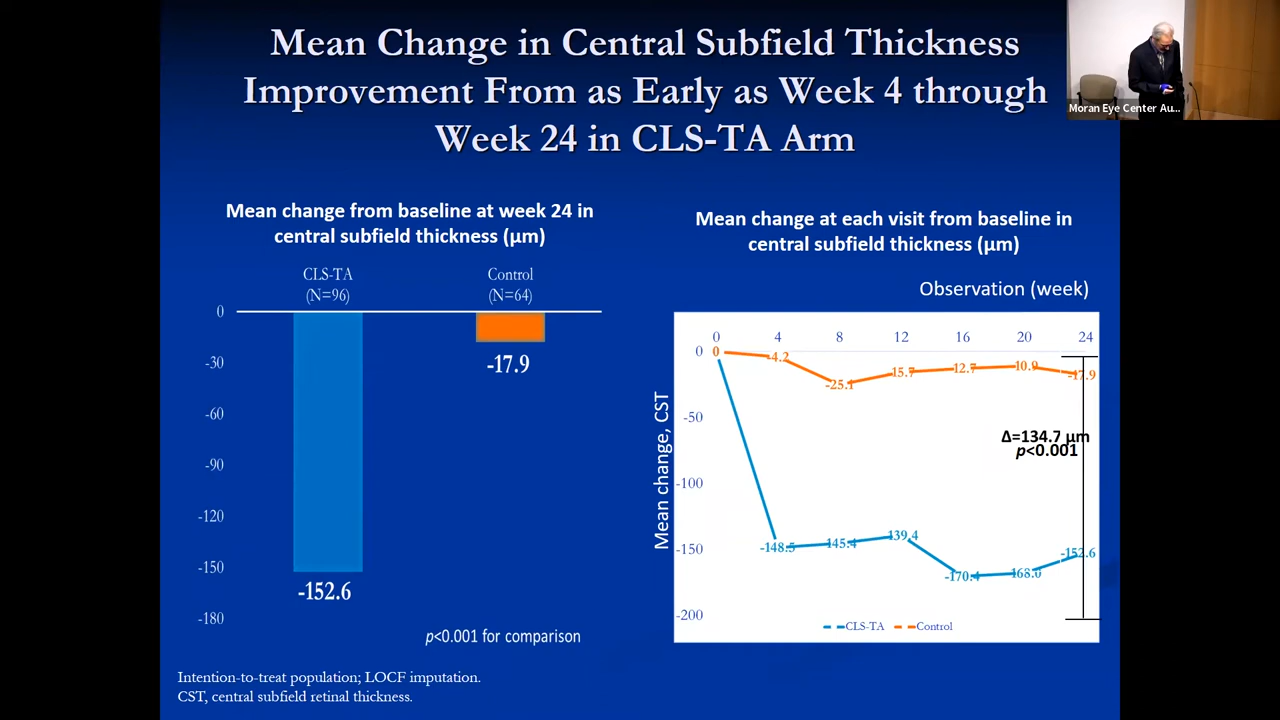 Mean Change in Central Subfield Thickness
Improvement From as Early as Week 4 through
Week 24 in CLS-TA Arm
Moran Eye Center Au...
Mean change from baseline at week 24 in
central subfield thickness (µm)
CLS-TA
(N=96)
Control
(N=64)
0
-30
-60
-90
-120
-150
-180
-17.9
-152.6
p<0.001 for comparison
Mean change at each visit from baseline in
central subfield thickness (µm)
Observation (week)
0 4 8 12 16 20 24
Mean change, CST
0
-50
-100
-150
-200
0 -4.2 -25.1 15.7 12.7 10.9 -17.9
Δ=134.7 µm
p<0.001
-148.5 145.4 139.4 -170.4 168.0 -152.6
CLS-TA Control
Intention-to-treat population; LOCF imputation.
CST, central subfield retinal thickness.